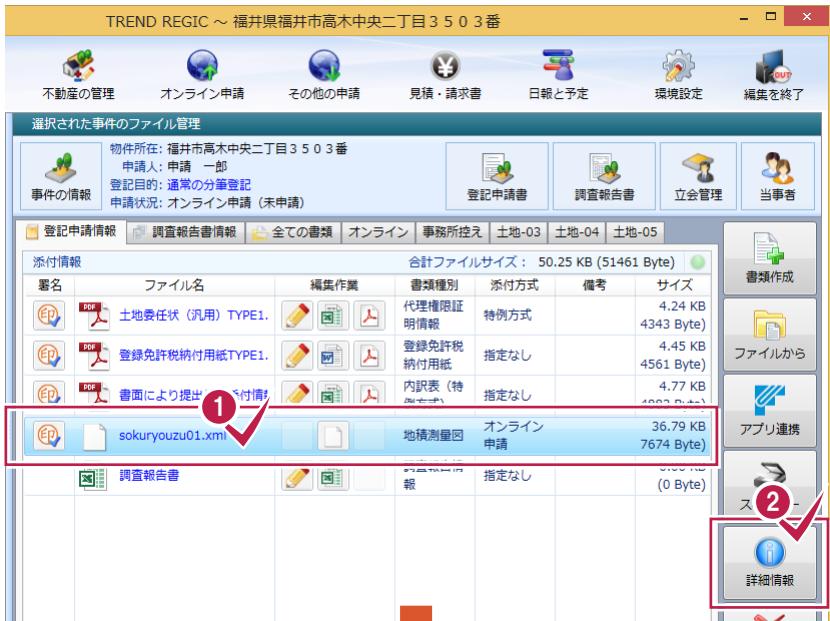 TREND REGIC ～ 福井県福井市高木中央二丁目３５０３番
不動産の管理 オンライン申請 その他の申請 見積・請求書 日報と予定 環境設定 編集を終了
OUT
選択された事件のファイル管理
事件の情報
物件所在: 福井市高木中央二丁目３５０３番
申請人: 申請 一郎
登記目的: 通常の分筆登記
申請状況: オンライン申請（未申請）
登記申請書 調査報告書 立会管理 当事者
登記申請情報 調査報告書情報 全ての書類 オンライン 事務所控え 土地-03 土地-04 土地-05
添付情報 合計ファイルサイズ： 50.25 KB (51461 Byte)
署名 ファイル名 編集作業 書類種別 添付方式 備考 サイズ
土地委任状（汎用）TYPE1. 代理権限証明情報 特例方式 4.24 KB 4343 Byte)
登録免許税納付用紙TYPE1. 登録免許税納付用紙 指定なし 4.45 KB 4561 Byte)
書面により提出 添付情 内訳表（特 指定なし 4.77 KB
1
sokuryouzu01.xml 地積測量図 オンライン申請 36.79 KB 7674 Byte)
調査報告書 報 指定なし (0 Byte)
書類作成
ファイルから
アプリ連携
2
詳細情報